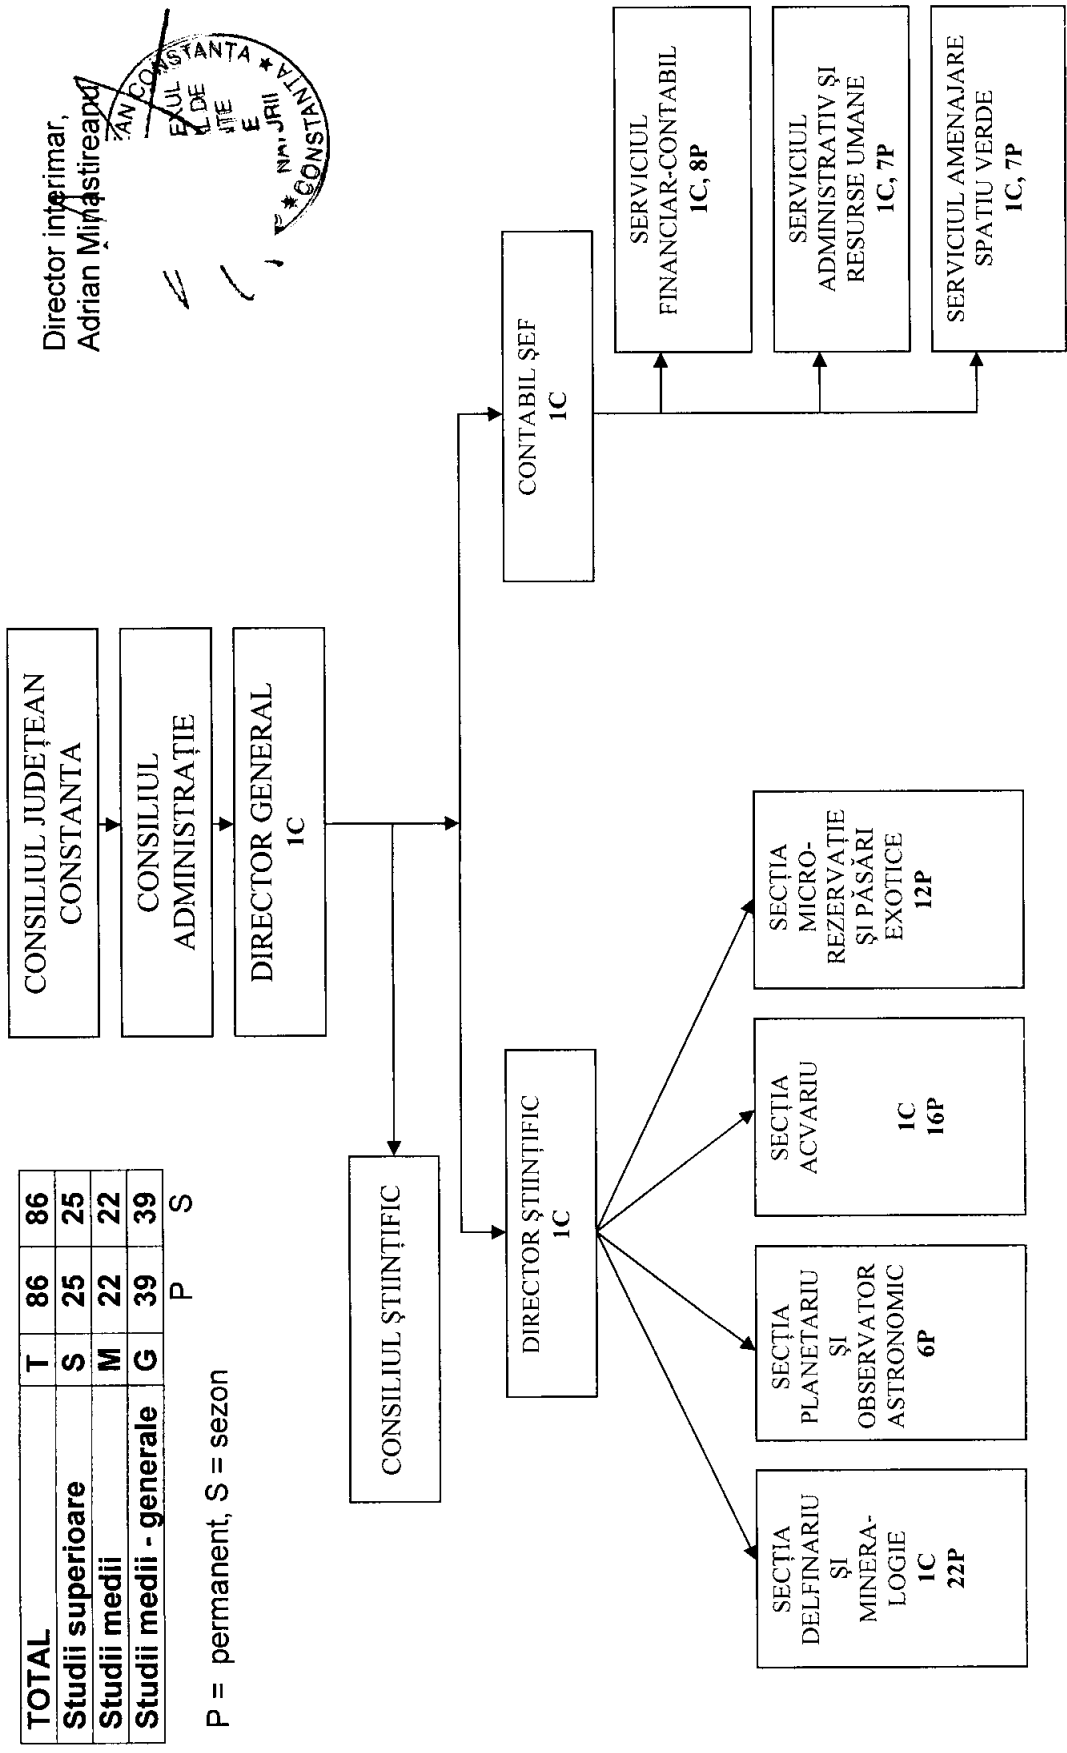 TOTAL T 86 86
Studii superioare S 25 25
Studii medii M 22 22
Studii medii - generale G 39 39
P S
P = permanent, S = sezon
CONSILIUL JUDEȚEAN
CONSTANTA
CONSILIUL
ADMINISTRAȚIE
DIRECTOR GENERAL
1C
Director interimar,
Adrian Mînăstireanu
CONSTANȚA ★
★ CONSTANȚA
CONSILIUL ȘTIINȚIFIC
DIRECTOR ȘTIINȚIFIC
1C
CONTABIL ȘEF
1C
SECȚIA
DELFINARIU
ȘI
MINERA-
LOGIE
1C
22P
SECȚIA
PLANETARIU
ȘI
OBSERVATOR
ASTRONOMIC
6P
SECȚIA
ACVARIU
1C
16P
SECȚIA
MICRO-
REZERVAȚIE
ȘI PĂSĂRI
EXOTICE
12P
SERVICIUL
FINANCIAR-CONTABIL
1C, 8P
SERVICIUL
ADMINISTRATIV ȘI
RESURSE UMANE
1C, 7P
SERVICIUL AMENAJARE
SPATIU VERDE
1C, 7P